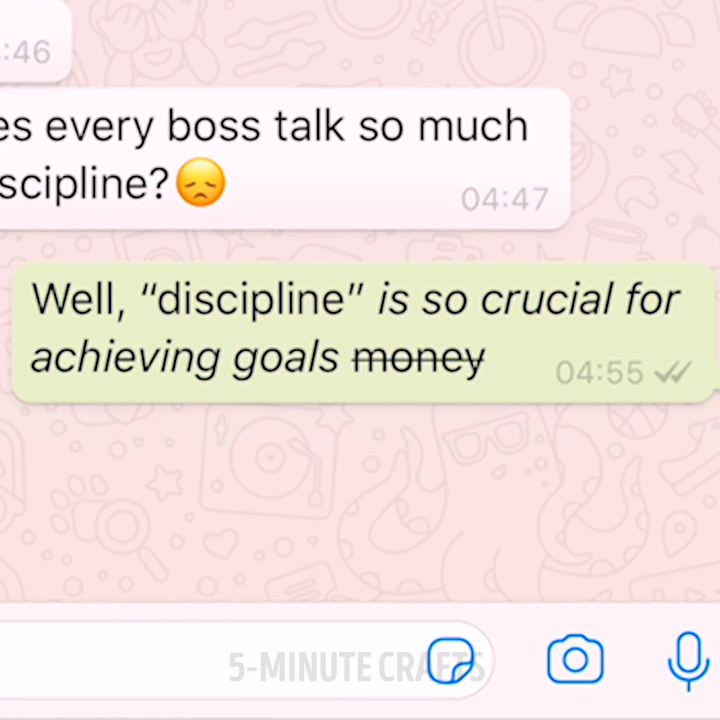 :46
es every boss talk so much
scipline?😞
04:47
Well, “discipline” is so crucial for
achieving goals money
04:55
5-MINUTE CRAFTS